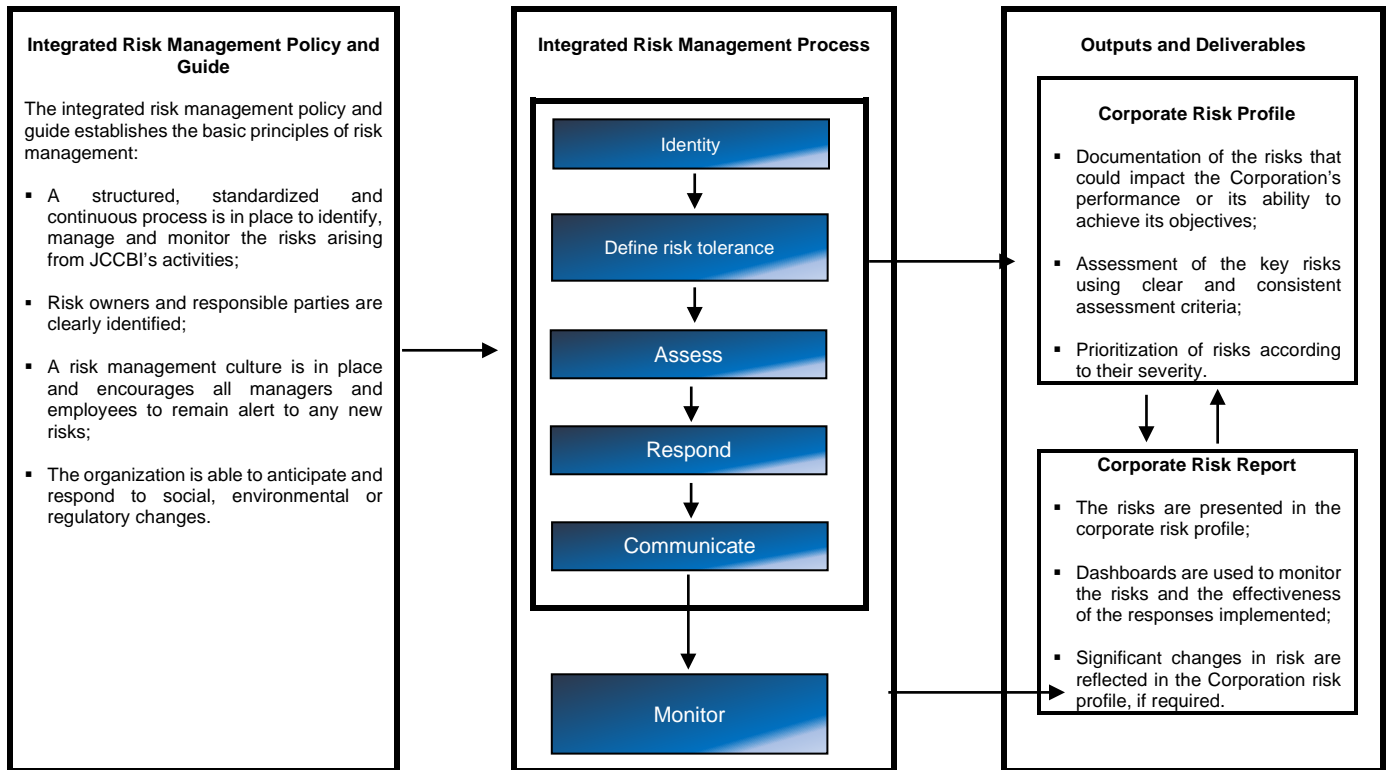 Integrated Risk Management Policy and
Guide
The integrated risk management policy and
guide establishes the basic principles of risk
management:
▪ A structured, standardized and
continuous process is in place to identify,
manage and monitor the risks arising
from JCCBI’s activities;
▪ Risk owners and responsible parties are
clearly identified;
▪ A risk management culture is in place
and encourages all managers and
employees to remain alert to any new
risks;
▪ The organization is able to anticipate and
respond to social, environmental or
regulatory changes.
Integrated Risk Management Process
Identity
Define risk tolerance
Assess
Respond
Communicate
Monitor
Outputs and Deliverables
Corporate Risk Profile
▪ Documentation of the risks that
could impact the Corporation’s
performance or its ability to
achieve its objectives;
▪ Assessment of the key risks
using clear and consistent
assessment criteria;
▪ Prioritization of risks according
to their severity.
Corporate Risk Report
▪ The risks are presented in the
corporate risk profile;
▪ Dashboards are used to monitor
the risks and the effectiveness
of the responses implemented;
▪ Significant changes in risk are
reflected in the Corporation risk
profile, if required.